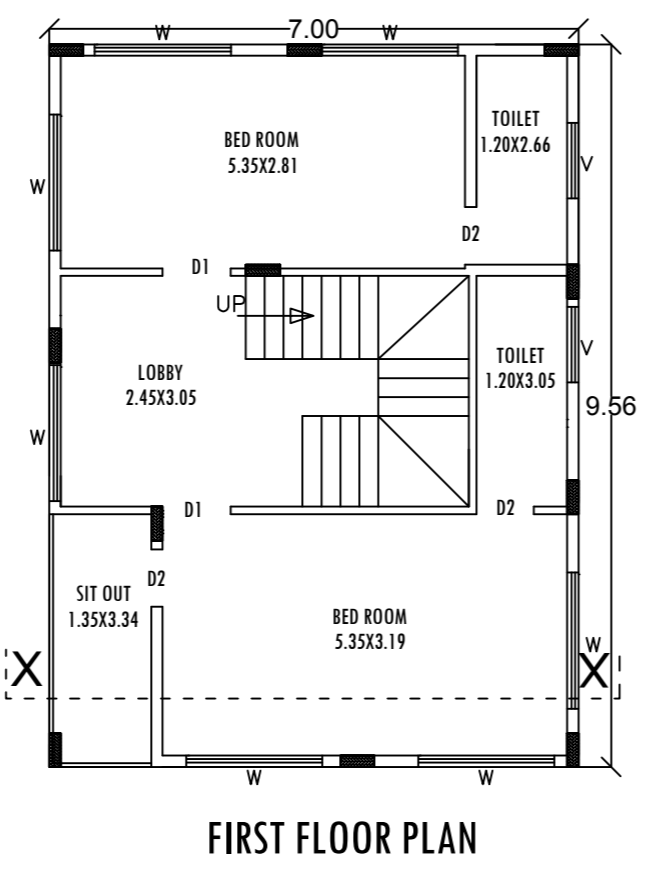 7.00
W
W
BED ROOM
5.35X2.81
TOILET
1.20X2.66
W
V
D2
D1
UP
LOBBY
2.45X3.05
TOILET
1.20X3.05
V
9.56
W
D1
D2
D2
SIT OUT
1.35X3.34
BED ROOM
5.35X3.19
W
X
X
W
W
FIRST FLOOR PLAN